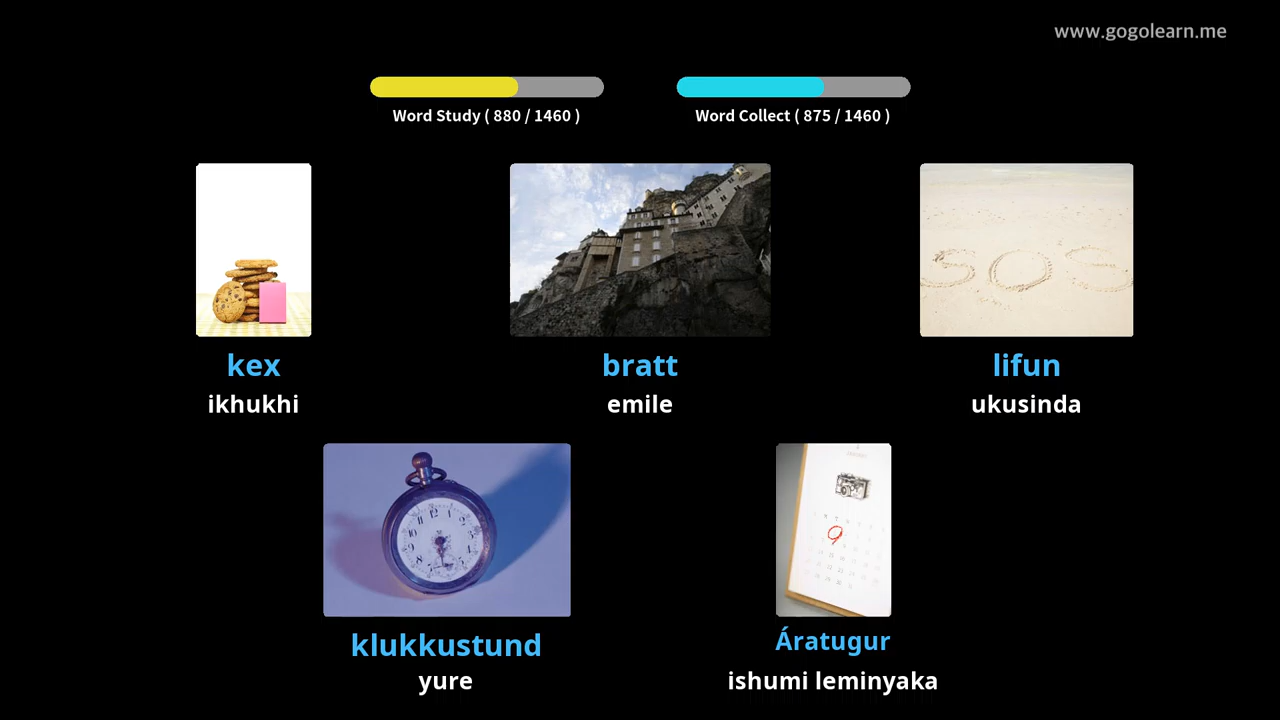 www.gogolearn.me
Word Study ( 880 / 1460 )
Word Collect ( 875 / 1460 )
SOS
kex
ikhukhi
bratt
emile
lifun
ukusinda
klukkustund
yure
Áratugur
ishumi leminyaka